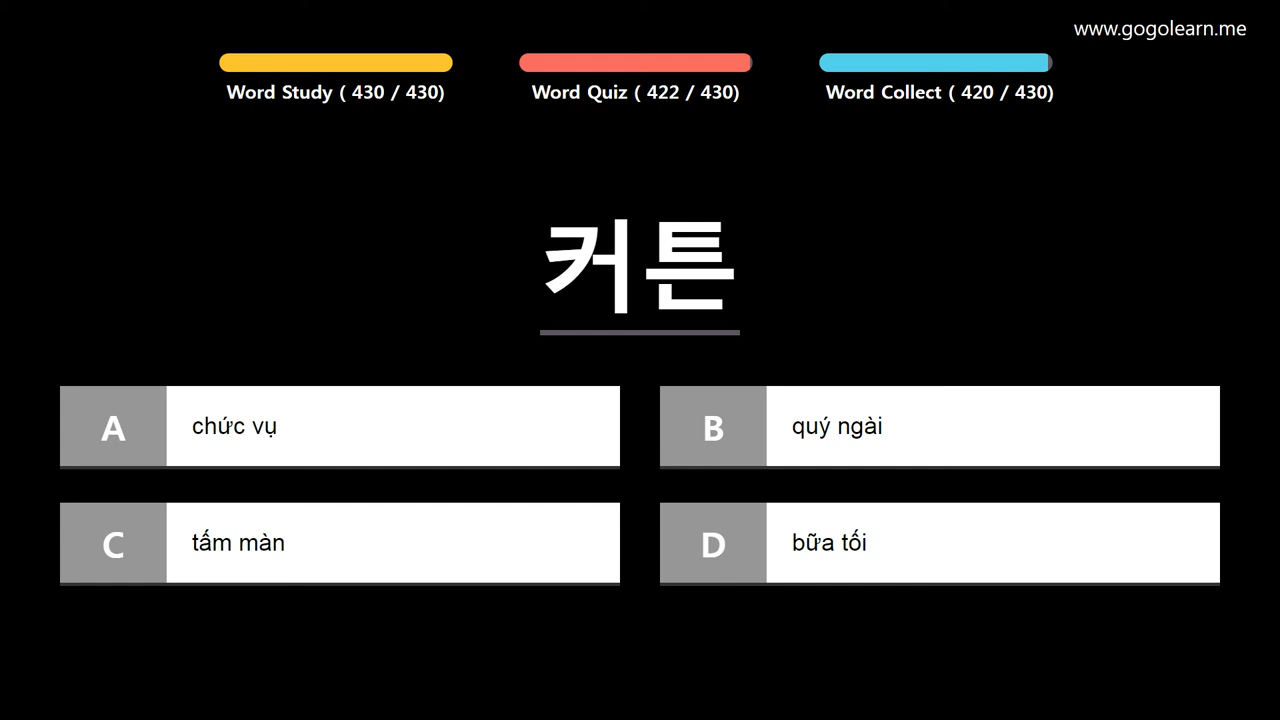 www.gogolearn.me
Word Study ( 430 / 430)
Word Quiz ( 422 / 430)
Word Collect ( 420 / 430)
커튼
A chức vụ
B quý ngài
C tấm màn
D bữa tối